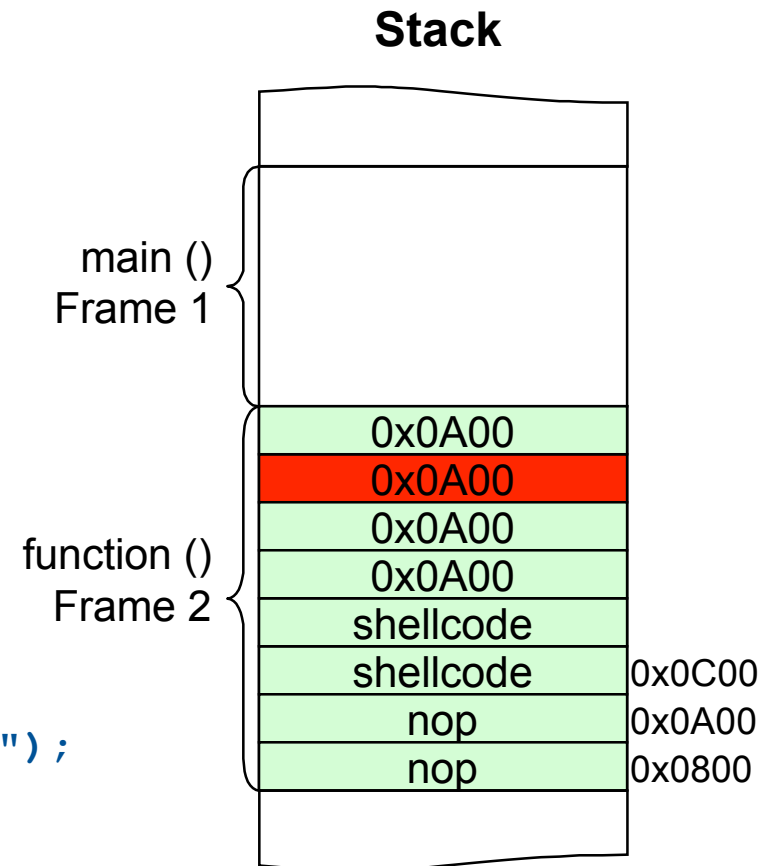 Stack
main ()
Frame 1
0x0A00
0x0A00
0x0A00
function ()
0x0A00
Frame 2
shellcode
shellcode 0x0C00
nop 0x0A00
");
nop 0x0800